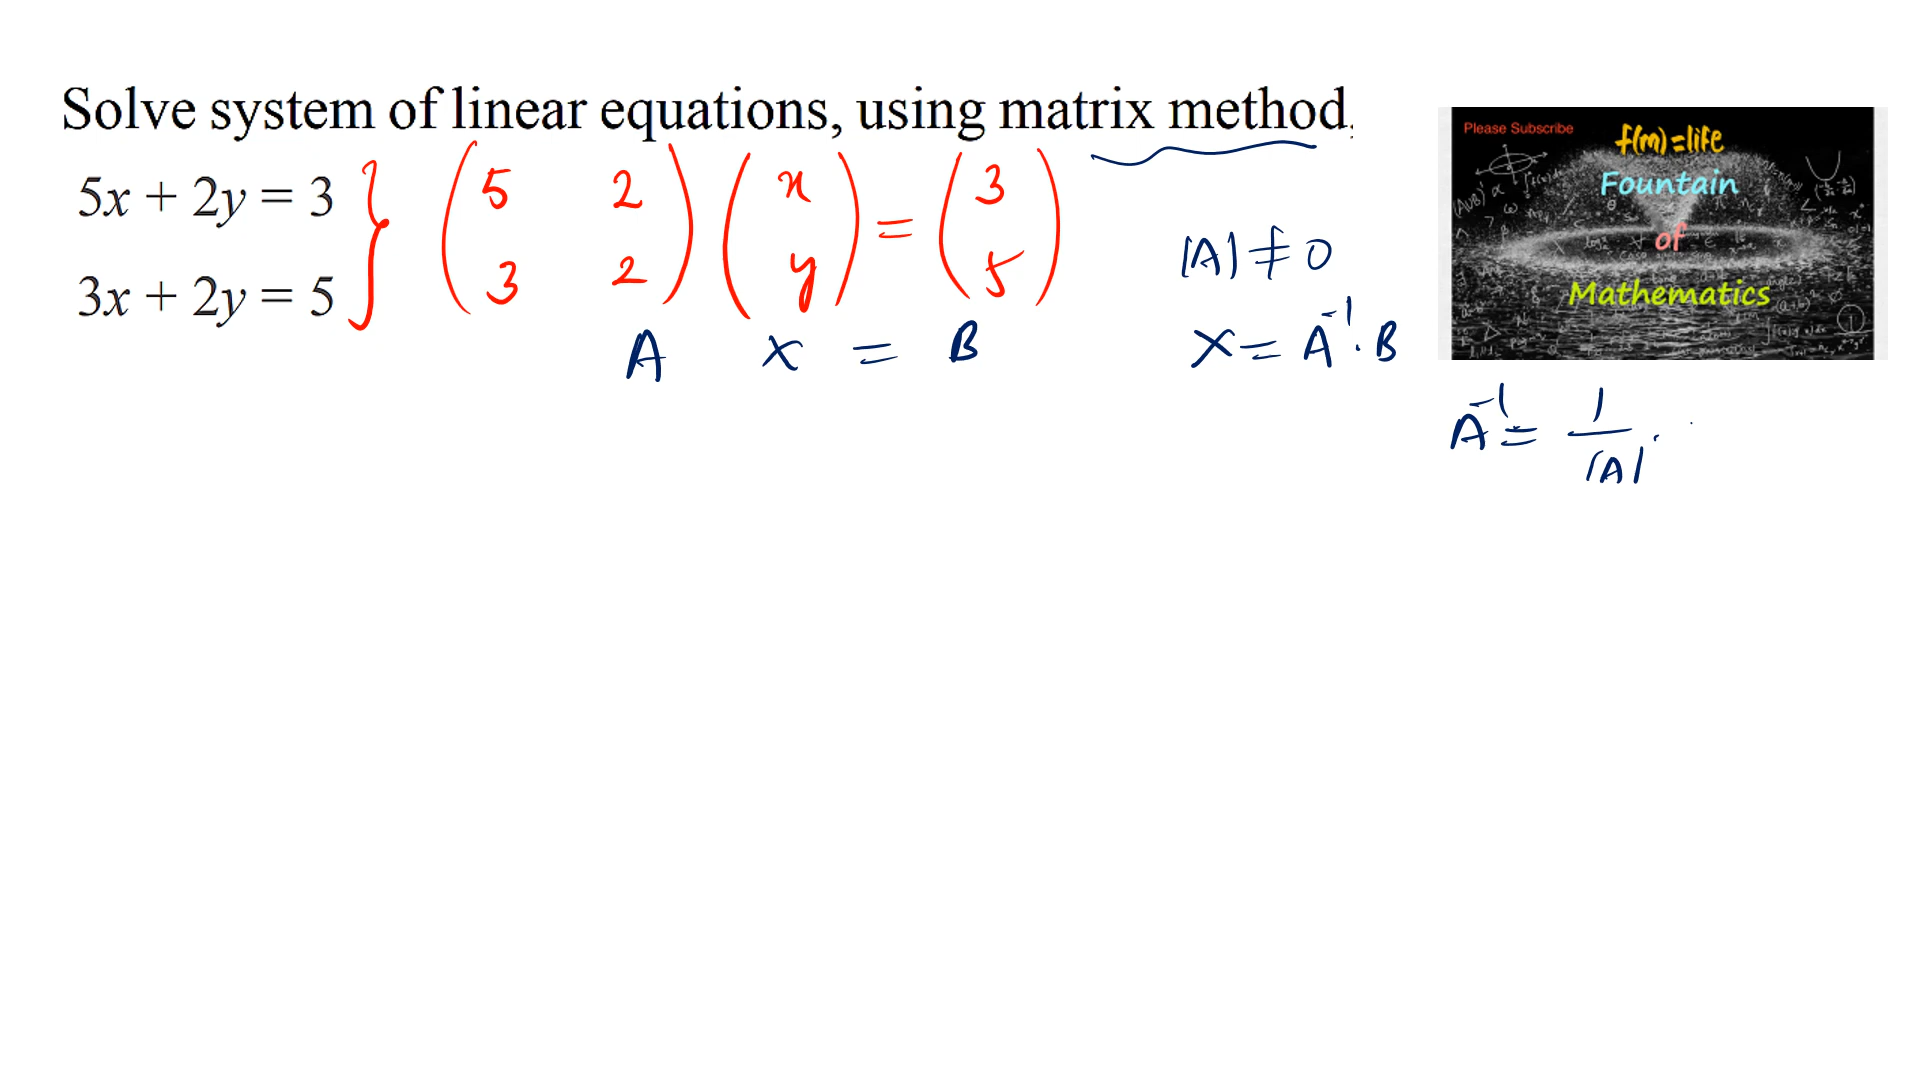 Solve system of linear equations, using matrix method,
5x + 2y = 3
3x + 2y = 5
( 5 2 ) ( x ) = ( 3 )
( 3 2 ) ( y ) ( 5 )
A X = B
|A| ≠ 0
X = A⁻¹ · B
A⁻¹ = 1/|A| ·
Please Subscribe
f(m)=life
Fountain
of
Mathematics